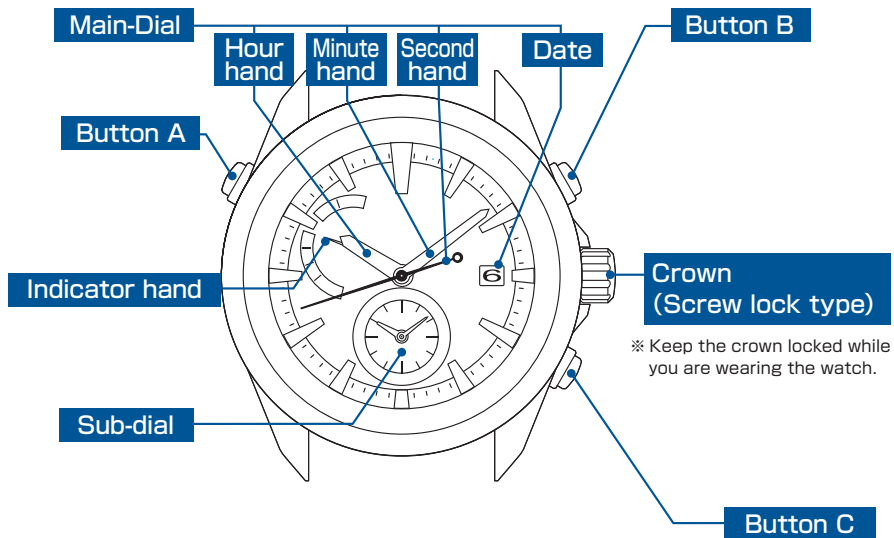 Main-Dial
Button B
Hour
hand
Minute
hand
Second
hand
Date
Button A
6
Indicator hand
Crown
(Screw lock type)
※ Keep the crown locked while
you are wearing the watch.
Sub-dial
Button C